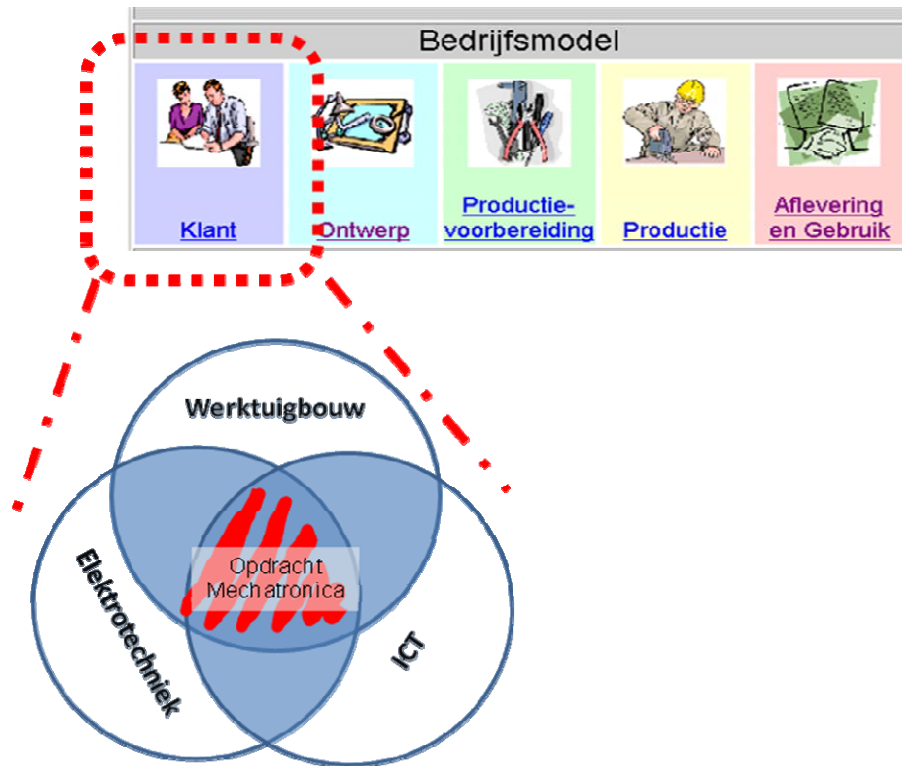 Bedrijfsmodel
Klant
Ontwerp
Productie-
voorbereiding
Productie
Aflevering
en Gebruik
Werktuigbouw
Elektrotechniek
Opdracht
Mechatronica
ICT